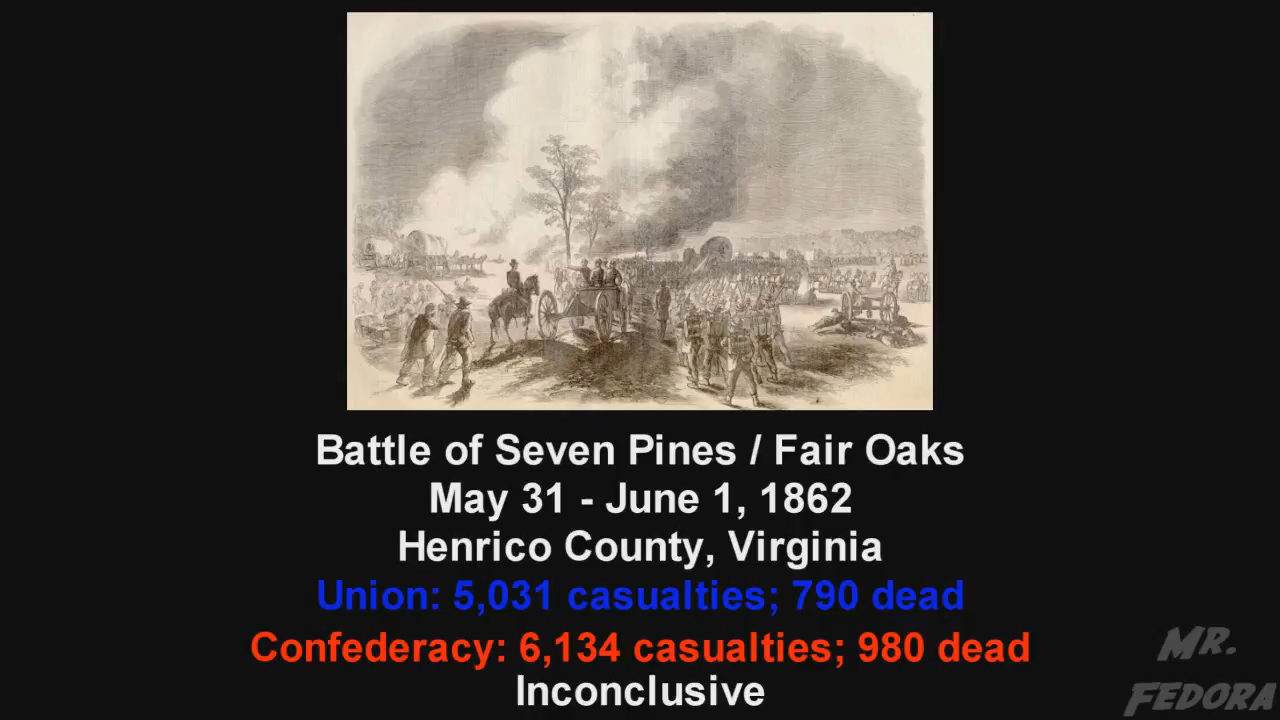 Battle of Seven Pines / Fair Oaks
May 31 - June 1, 1862
Henrico County, Virginia
Union: 5,031 casualties; 790 dead
Confederacy: 6,134 casualties; 980 dead
Inconclusive
MR.
FEDORA